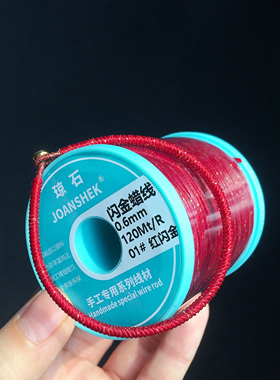 琼石
JOANSHEK
闪金蜡线
0.6mm
120Mt/R
01# 红闪金
手工专用系列线材
Handmade special wire rod